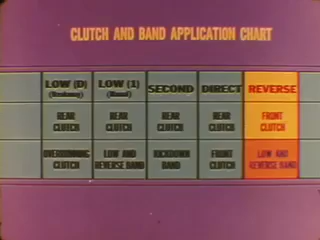 CLUTCH AND BAND APPLICATION CHART
LOW (D) LOW (1) SECOND DIRECT REVERSE
(Breakaway) (Manual)
REAR CLUTCH REAR CLUTCH REAR CLUTCH REAR CLUTCH FRONT CLUTCH
OVERRUNNING CLUTCH LOW AND REVERSE BAND KICKDOWN BAND FRONT CLUTCH LOW AND REVERSE BAND